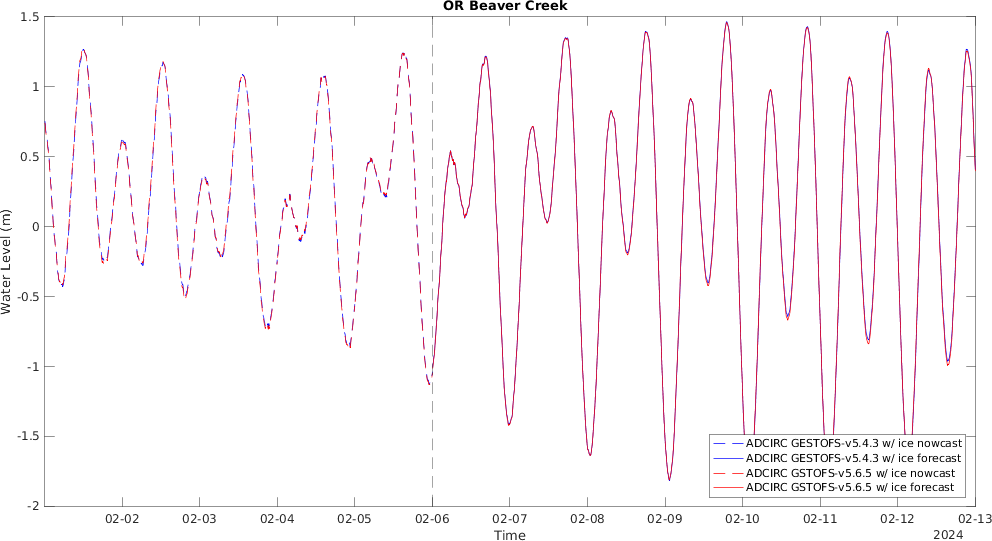 OR Beaver Creek
1.5
1
0.5
0
-0.5
-1
-1.5
-2
Water Level (m)
ADCIRC GESTOFS-v5.4.3 w/ ice nowcast
ADCIRC GESTOFS-v5.4.3 w/ ice forecast
ADCIRC GSTOFS-v5.6.5 w/ ice nowcast
ADCIRC GSTOFS-v5.6.5 w/ ice forecast
02-02 02-03 02-04 02-05 02-06 02-07 02-08 02-09 02-10 02-11 02-12 02-13
Time
2024